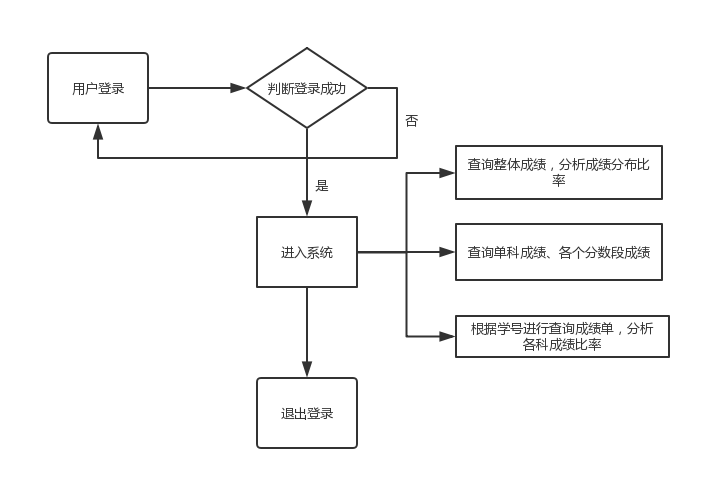 用户登录
判断登录成功
否
是
查询整体成绩，分析成绩分布比
率
进入系统
查询单科成绩、各个分数段成绩
根据学号进行查询成绩单，分析
各科成绩比率
退出登录